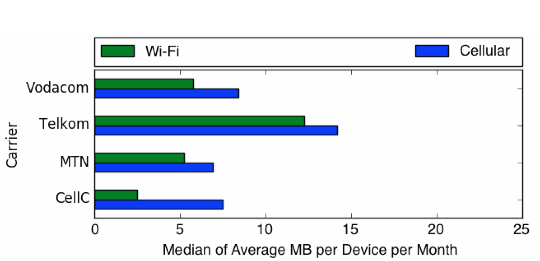 Wi-Fi Cellular
Vodacom
Telkom
MTN
CellC
Carrier
0 5 10 15 20 25
Median of Average MB per Device per Month